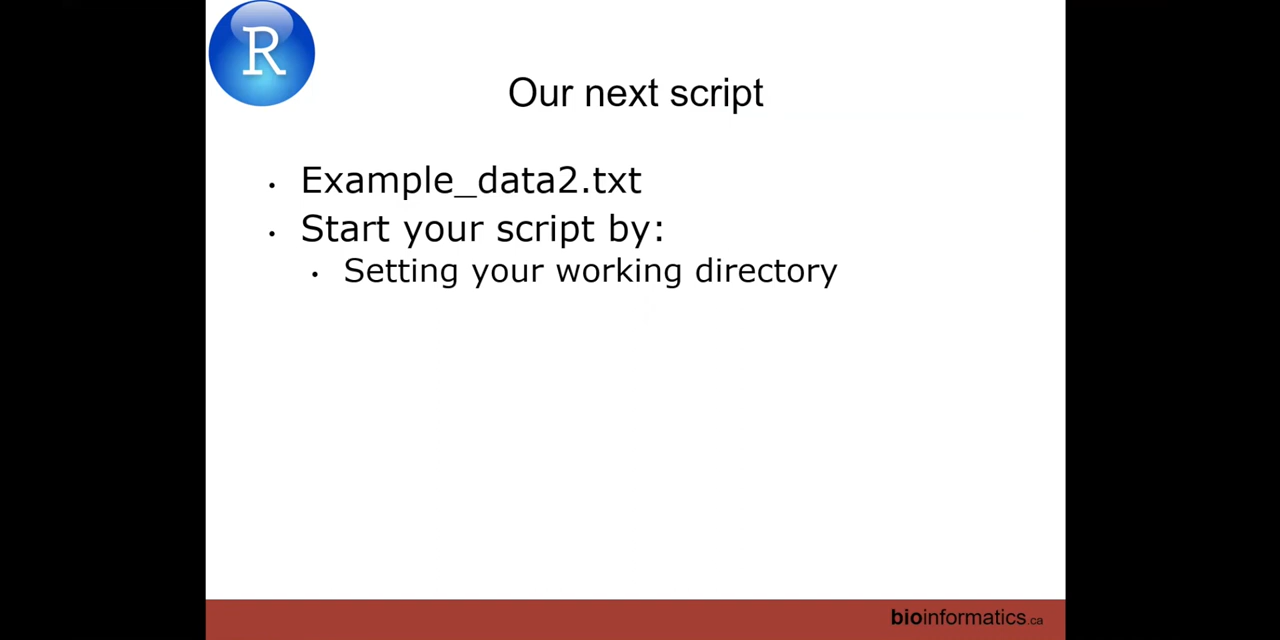 R
Our next script
• Example_data2.txt
• Start your script by:
• Setting your working directory
bioinformatics.ca